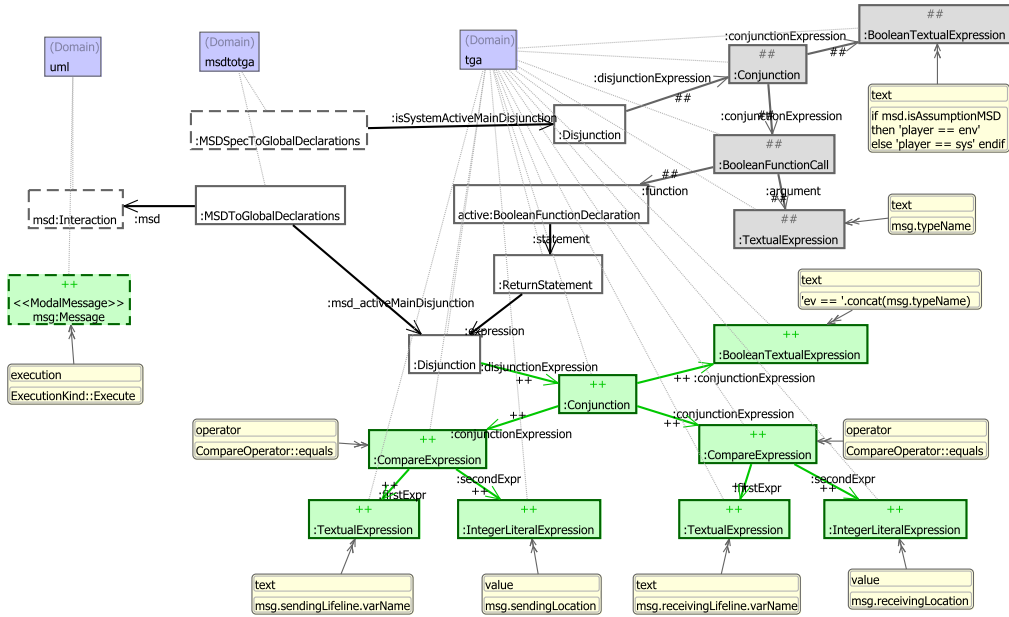 ##
:BooleanTextualExpression
:conjunctionExpression
##
(Domain)
uml
(Domain)
msdtotga
(Domain)
tga
##
:Conjunction
:disjunctionExpression
##
text
if msd.isAssumptionMSD
then 'player == env'
else 'player == sys' endif
:isSystemActiveMainDisjunction
:MSDSpecToGlobalDeclarations
:Disjunction
:conjunctionExpression
##
##
:BooleanFunctionCall
##
:function
:argument
##
msd:Interaction
:msd
:MSDToGlobalDeclarations
active:BooleanFunctionDeclaration
##
:TextualExpression
text
msg.typeName
:statement
:ReturnStatement
++
<<ModalMessage>>
msg:Message
:msd_activeMainDisjunction
:expression
text
'ev == '.concat(msg.typeName)
++
:BooleanTextualExpression
:Disjunction
:disjunctionExpression
++
++
:conjunctionExpression
execution
ExecutionKind::Execute
++
:Conjunction
++
:conjunctionExpression
:conjunctionExpression
++
operator
CompareOperator::equals
++
:CompareExpression
++
:CompareExpression
operator
CompareOperator::equals
++
:firstExpr
:secondExpr
++
++
:firstExpr
:secondExpr
++
++
:TextualExpression
++
:IntegerLiteralExpression
++
:TextualExpression
++
:IntegerLiteralExpression
text
msg.sendingLifeline.varName
value
msg.sendingLocation
text
msg.receivingLifeline.varName
value
msg.receivingLocation